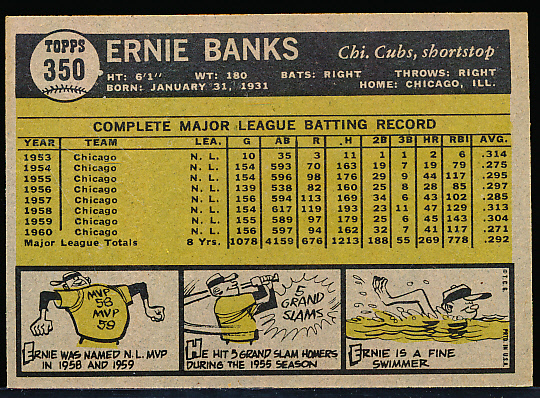 TOPPS
350
ERNIE BANKS
Chi. Cubs, shortstop
HT: 6'1" WT: 180 BATS: RIGHT THROWS: RIGHT
BORN: JANUARY 31, 1931 HOME: CHICAGO, ILL.
COMPLETE MAJOR LEAGUE BATTING RECORD
YEAR TEAM LEA. G AB R H 2B 3B HR RBI AVG.
1953 Chicago N. L. 10 35 3 11 1 1 2 6 .314
1954 Chicago N. L. 154 593 70 163 19 7 19 79 .275
1955 Chicago N. L. 154 596 98 176 29 9 44 117 .295
1956 Chicago N. L. 139 538 82 160 25 8 28 85 .297
1957 Chicago N. L. 156 594 113 169 34 6 43 102 .285
1958 Chicago N. L. 154 617 119 193 23 11 47 129 .313
1959 Chicago N. L. 155 589 97 179 25 6 45 143 .304
1960 Chicago N. L. 156 597 94 162 32 7 41 117 .271
Major League Totals 8 Yrs. 1078 4159 676 1213 188 55 269 778 .292
MVP
58
MVP
59
ERNIE WAS NAMED N.L. MVP
IN 1958 AND 1959
5
GRAND
SLAMS
HE HIT 5 GRAND SLAM HOMERS
DURING THE 1955 SEASON
ERNIE IS A FINE
SWIMMER
© T.C.G. PRTD. IN U.S.A.